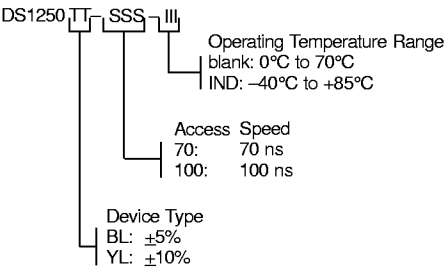 DS1250 TT – SSS – III
Operating Temperature Range
blank: 0°C to 70°C
IND: –40°C to +85°C
Access Speed
70: 70 ns
100: 100 ns
Device Type
BL: ±5%
YL: ±10%